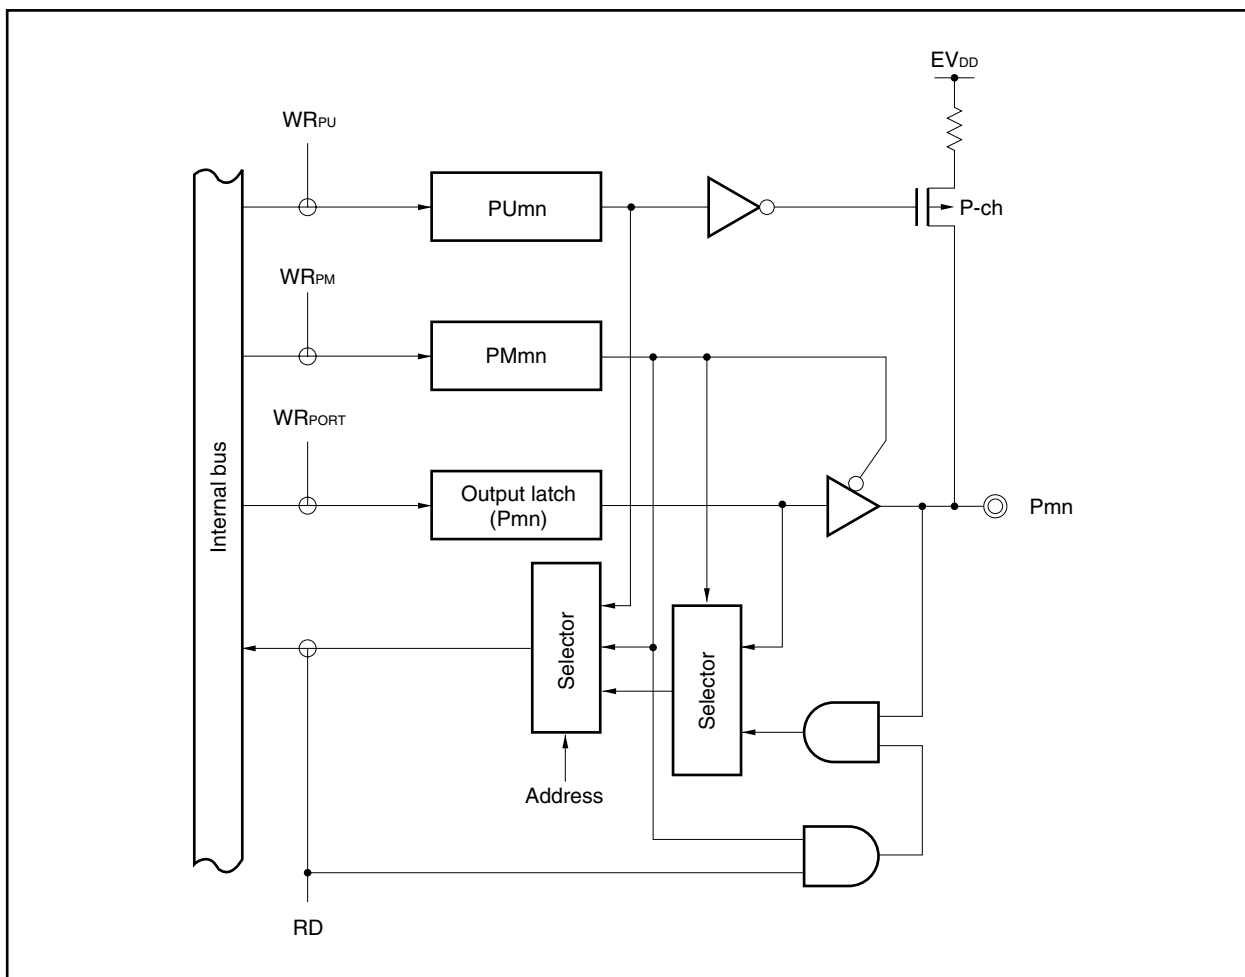 EVDD
WRPU
PUmn
P-ch
WRPM
PMmn
WRPORT
Internal bus
Output latch
(Pmn)
Pmn
Selector
Selector
Address
RD